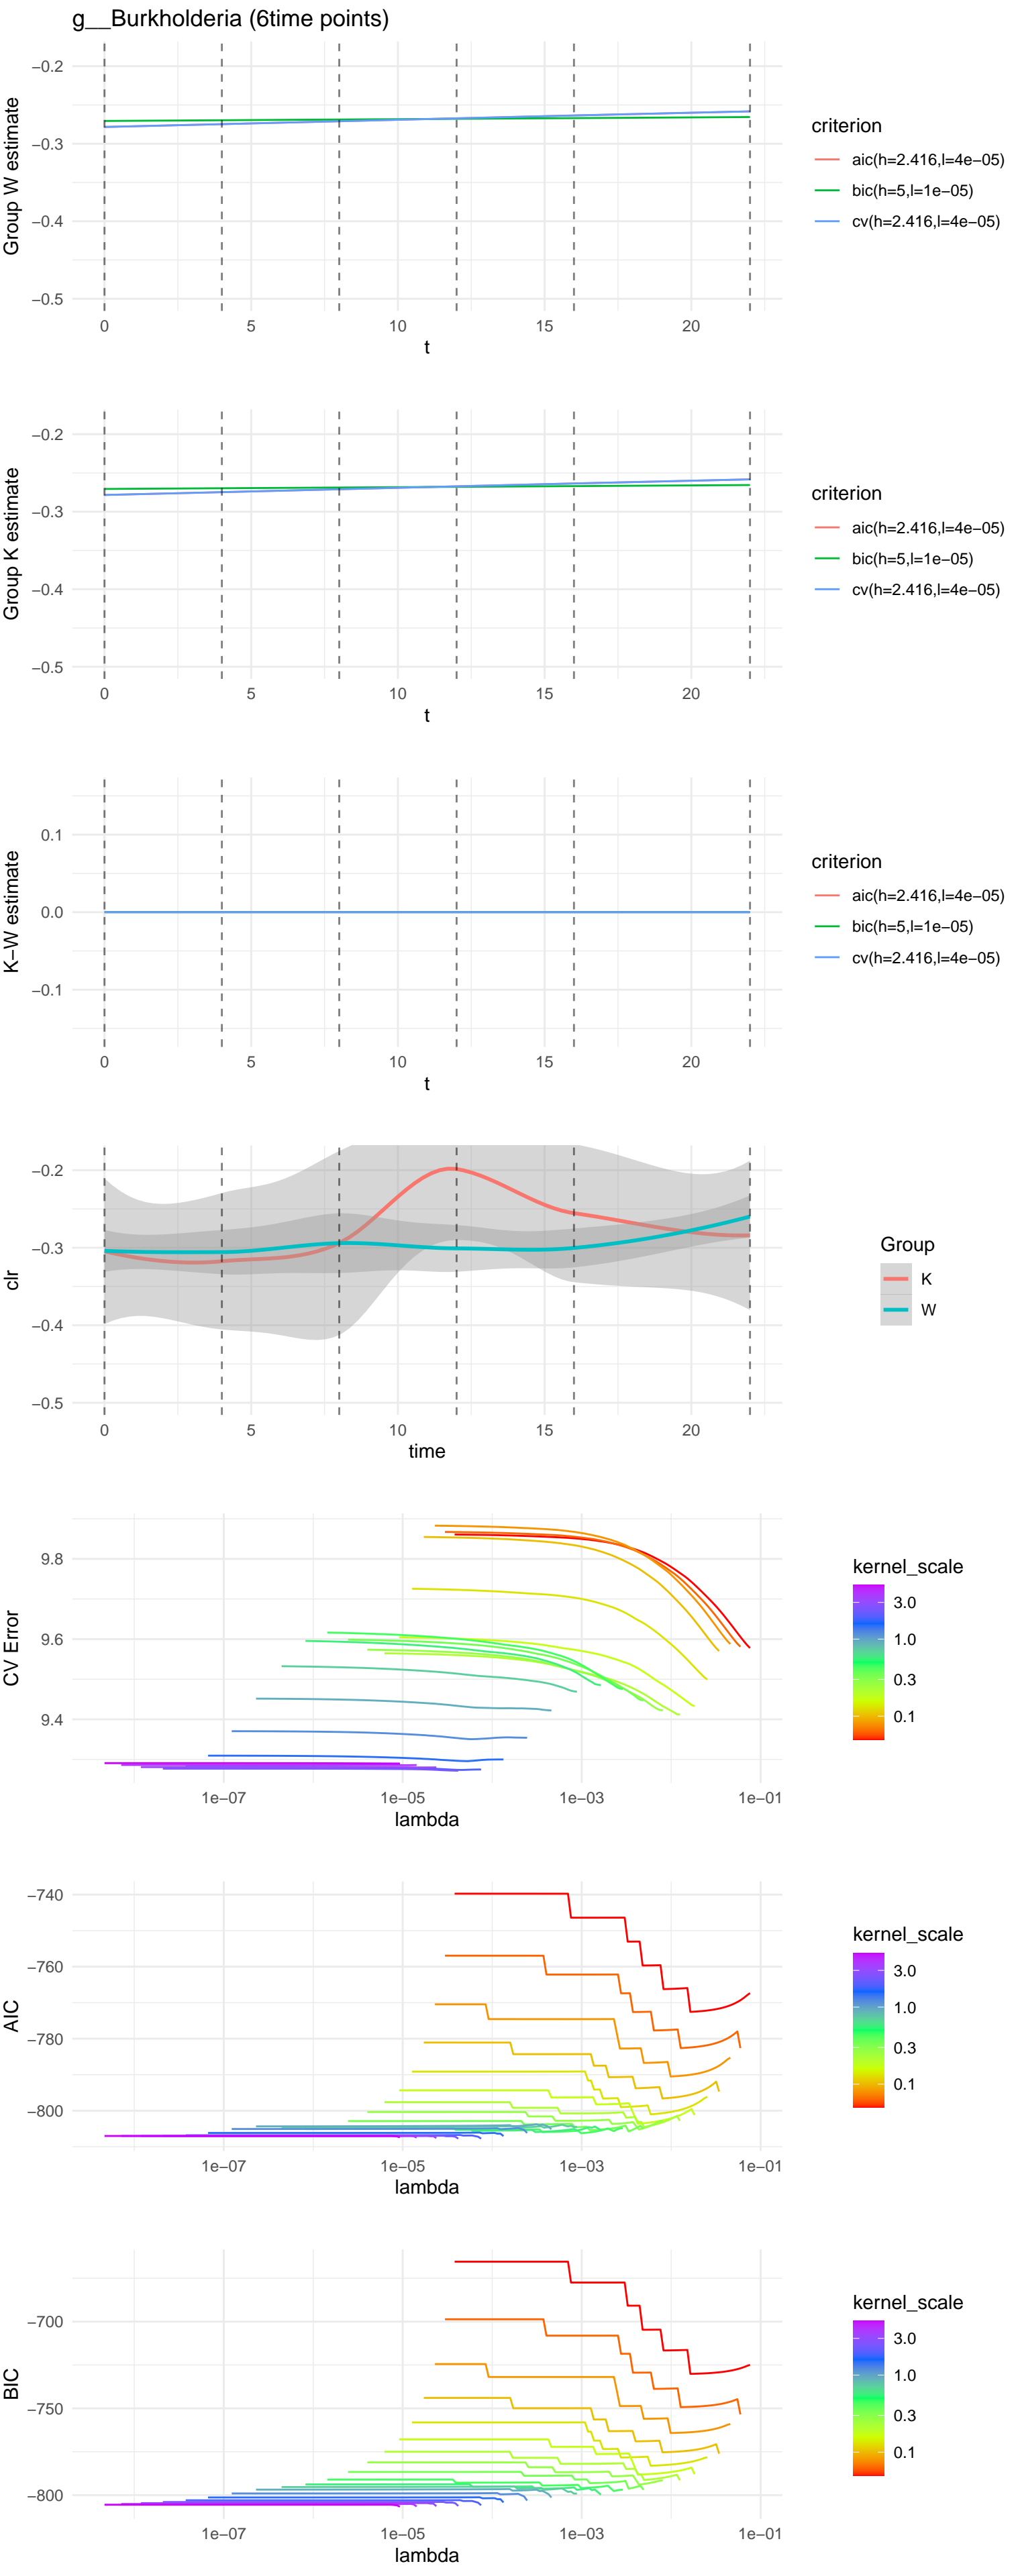 g__Burkholderia (6time points)
−0.2
−0.3
−0.4
−0.5
Group W estimate
0 5 10 15 20
t
criterion
aic(h=2.416,l=4e−05)
bic(h=5,l=1e−05)
cv(h=2.416,l=4e−05)
−0.2
−0.3
−0.4
−0.5
Group K estimate
0 5 10 15 20
t
criterion
aic(h=2.416,l=4e−05)
bic(h=5,l=1e−05)
cv(h=2.416,l=4e−05)
0.1
0.0
−0.1
K−W estimate
0 5 10 15 20
t
criterion
aic(h=2.416,l=4e−05)
bic(h=5,l=1e−05)
cv(h=2.416,l=4e−05)
−0.2
−0.3
−0.4
−0.5
clr
0 5 10 15 20
time
Group
K
W
9.8
9.6
9.4
CV Error
1e−07 1e−05 1e−03 1e−01
lambda
kernel_scale
3.0
1.0
0.3
0.1
−740
−760
−780
−800
AIC
1e−07 1e−05 1e−03 1e−01
lambda
kernel_scale
3.0
1.0
0.3
0.1
−700
−750
−800
BIC
1e−07 1e−05 1e−03 1e−01
lambda
kernel_scale
3.0
1.0
0.3
0.1